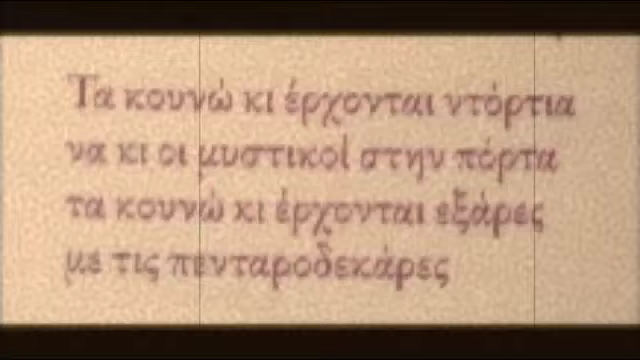 Τα κουνώ κι έρχονται ντόρτια
να κι οι μυστικοί στην πόρτα
τα κουνώ κι έρχονται εξάρες
με τις πενταροδεκάρες